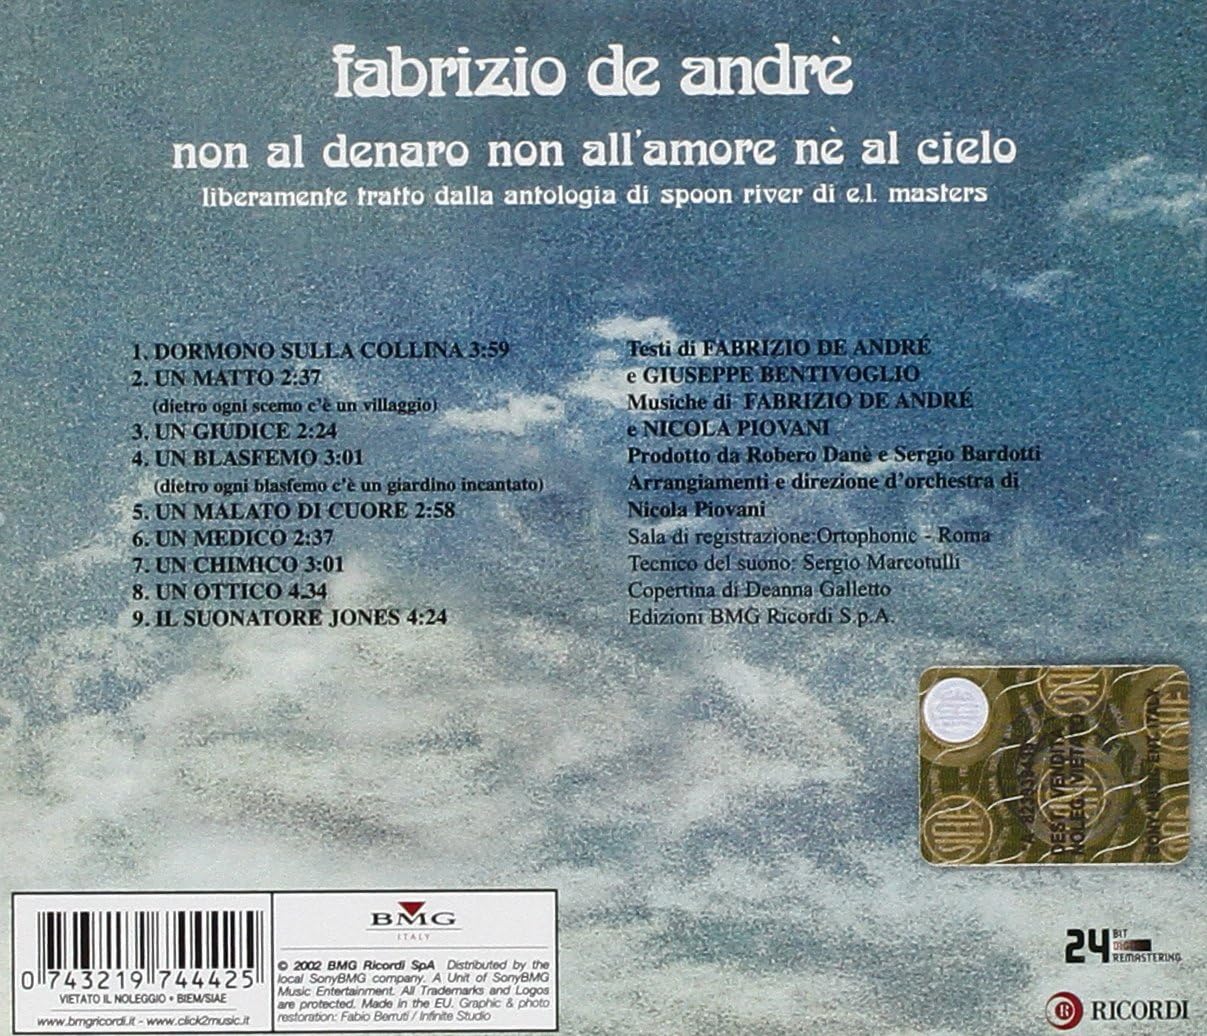 fabrizio de andrè
non al denaro non all'amore nè al cielo
liberamente tratto dalla antologia di spoon river di e.l. masters
1. DORMONO SULLA COLLINA 3:59
2. UN MATTO 2:37
(dietro ogni scemo c'è un villaggio)
3. UN GIUDICE 2:24
4. UN BLASFEMO 3:01
(dietro ogni blasfemo c'è un giardino incantato)
5. UN MALATO DI CUORE 2:58
6. UN MEDICO 2:37
7. UN CHIMICO 3:01
8. UN OTTICO 4.34
9. IL SUONATORE JONES 4:24
Testi di FABRIZIO DE ANDRÉ
e GIUSEPPE BENTIVOGLIO
Musiche di FABRIZIO DE ANDRÉ
e NICOLA PIOVANI
Prodotto da Robero Danè e Sergio Bardotti
Arrangiamenti e direzione d'orchestra di
Nicola Piovani
Sala di registrazione:Ortophonic - Roma
Tecnico del suono: Sergio Marcotulli
Copertina di Deanna Galletto
Edizioni BMG Ricordi S.p.A.
SIAE
0 743219 744425
VIETATO IL NOLEGGIO • BIEM/SIAE
www.bmgricordi.it - www.click2music.it
BMG
ITALY
© 2002 BMG Ricordi SpA Distributed by the
local SonyBMG company. A Unit of SonyBMG
Music Entertainment. All Trademarks and Logos
are protected. Made in the EU. Graphic & photo
restoration: Fabio Berruti / Infinite Studio
24 BIT
DIGI
REMASTERING
R RICORDI